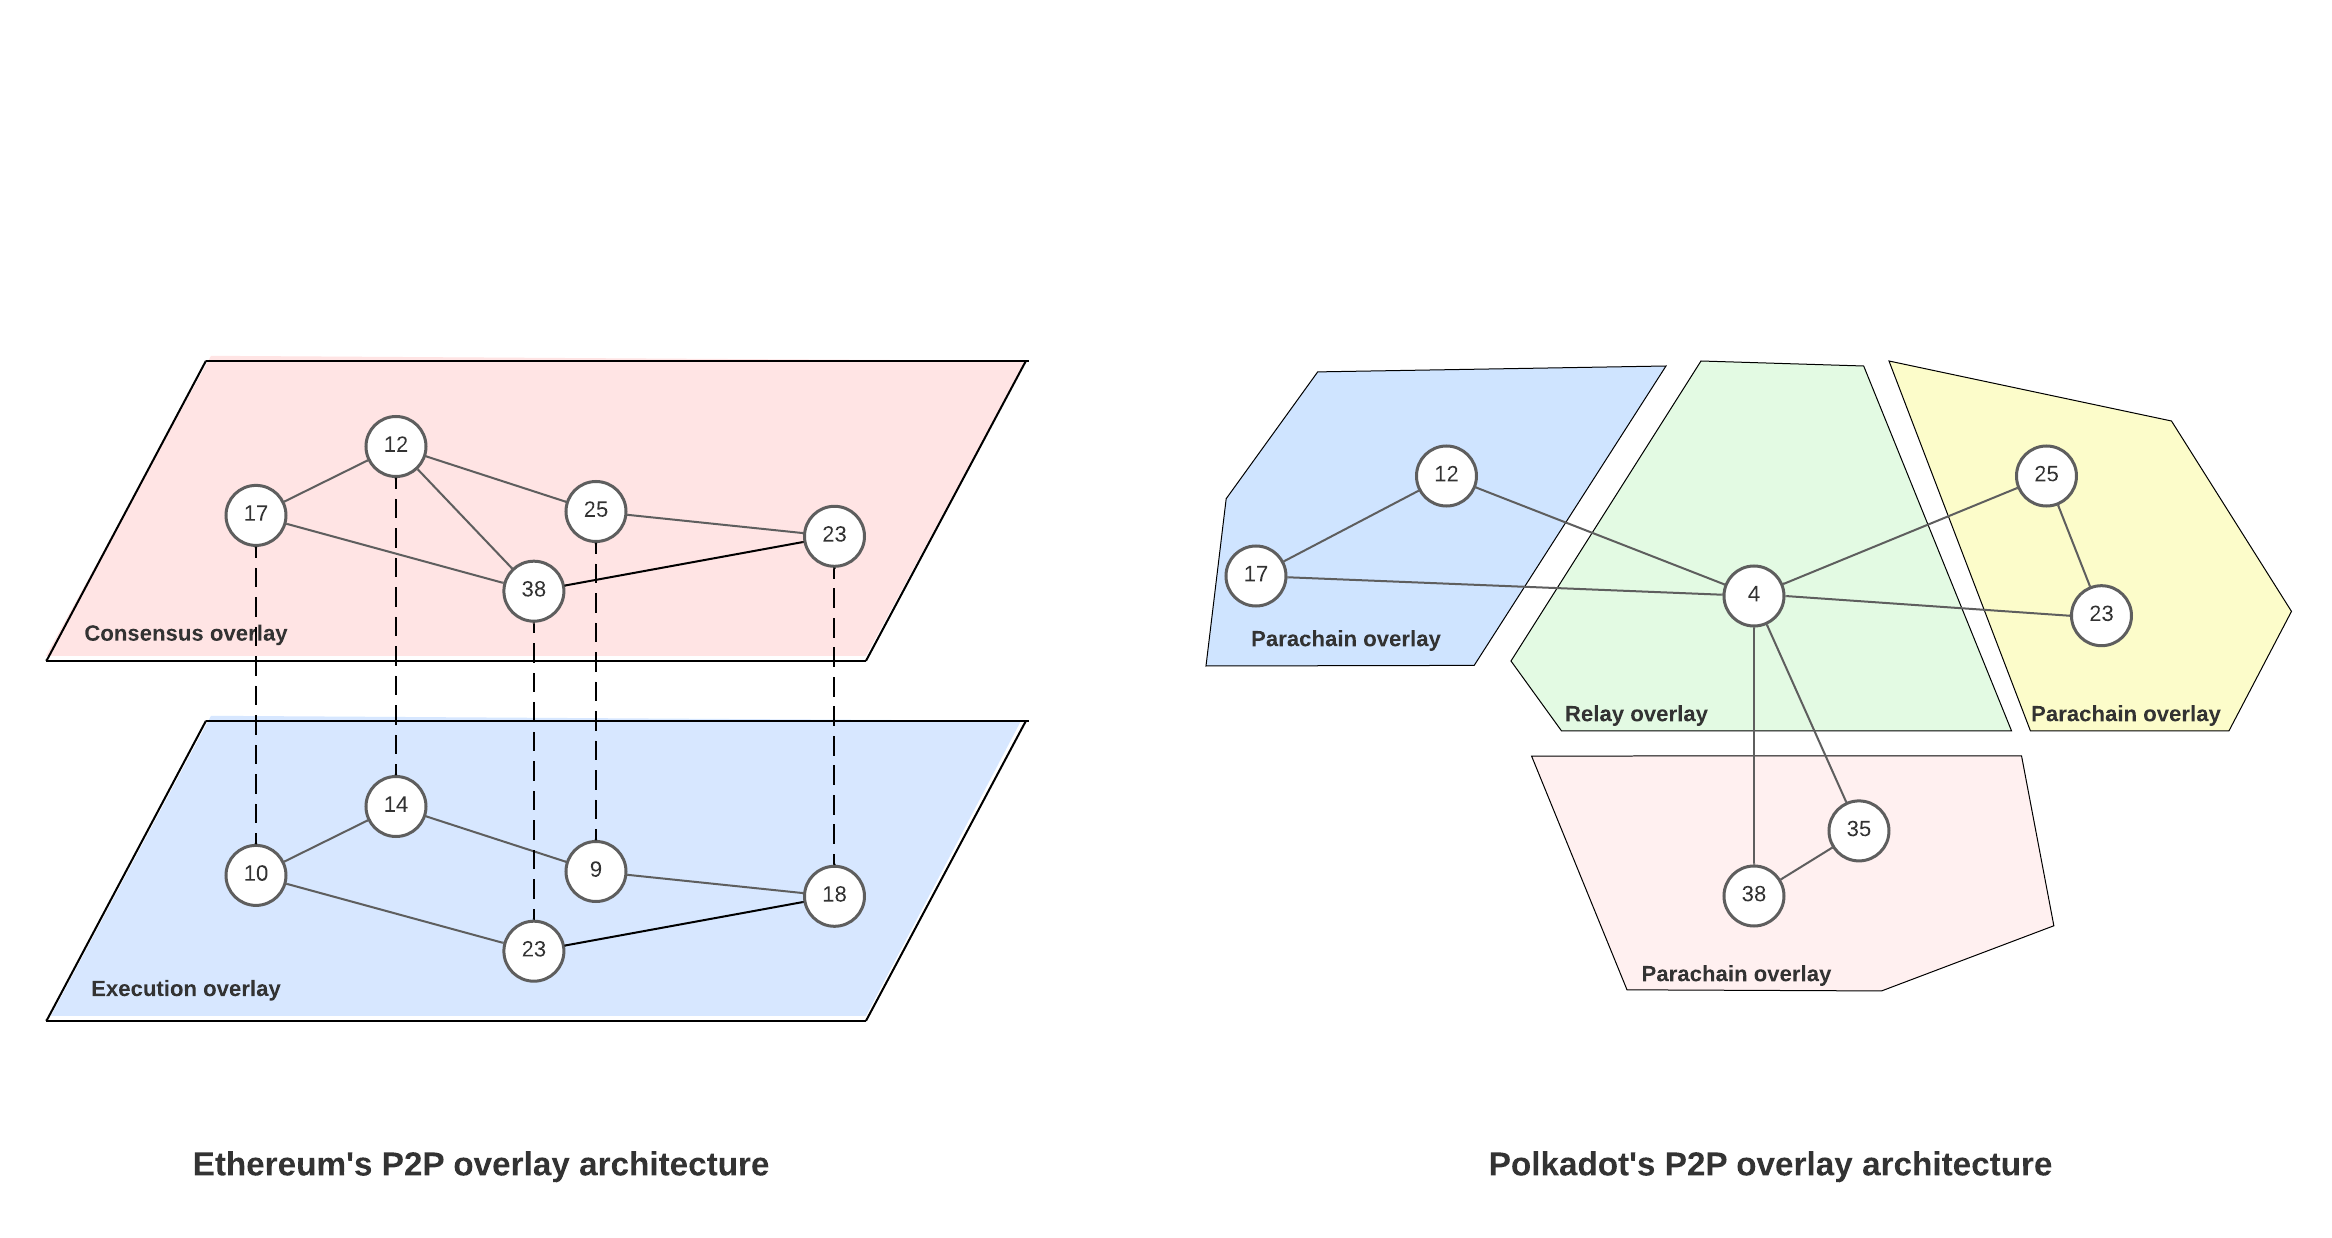 12
17
25
23
38
Consensus overlay
14
10
9
18
23
Execution overlay
Ethereum's P2P overlay architecture
12
17
Parachain overlay
4
Relay overlay
25
23
Parachain overlay
35
38
Parachain overlay
Polkadot's P2P overlay architecture